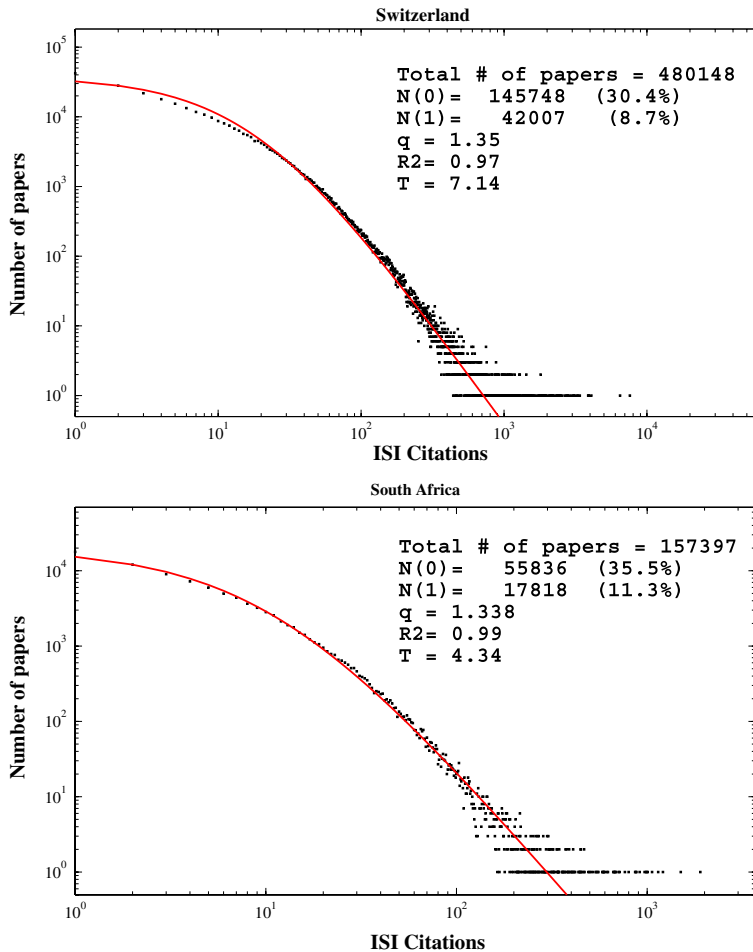 Switzerland
10^5
10^4
10^3
10^2
10^1
10^0
Number of papers
Total # of papers = 480148
N(0)= 145748 (30.4%)
N(1)= 42007 (8.7%)
q = 1.35
R2= 0.97
T = 7.14
10^0 10^1 10^2 10^3 10^4
ISI Citations
South Africa
10^4
10^3
10^2
10^1
10^0
Number of papers
Total # of papers = 157397
N(0)= 55836 (35.5%)
N(1)= 17818 (11.3%)
q = 1.338
R2= 0.99
T = 4.34
10^0 10^1 10^2 10^3
ISI Citations